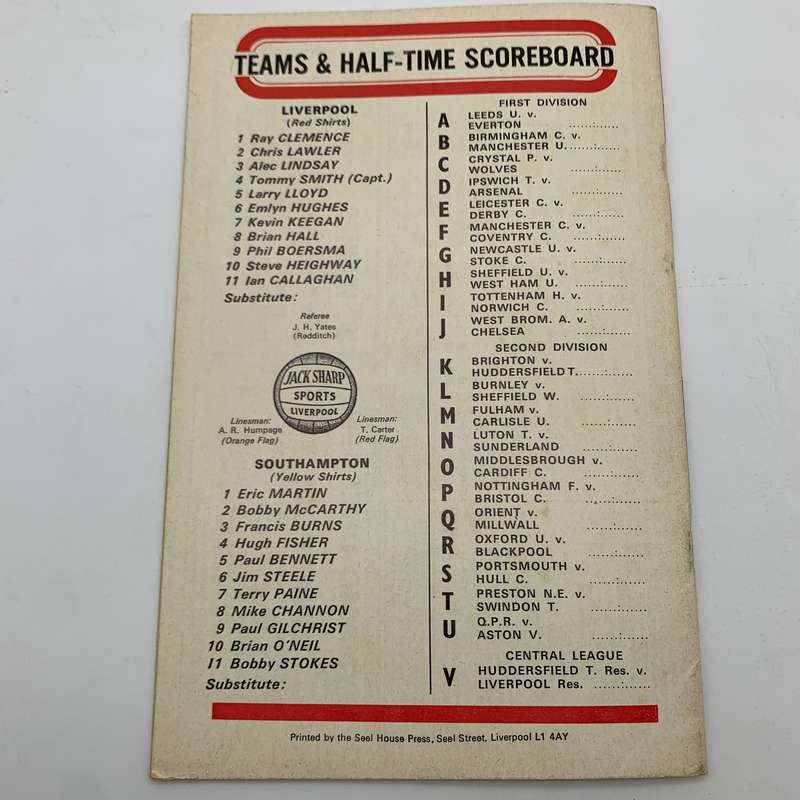 TEAMS & HALF-TIME SCOREBOARD
LIVERPOOL
(Red Shirts)
1 Ray CLEMENCE
2 Chris LAWLER
3 Alec LINDSAY
4 Tommy SMITH (Capt.)
5 Larry LLOYD
6 Emlyn HUGHES
7 Kevin KEEGAN
8 Brian HALL
9 Phil BOERSMA
10 Steve HEIGHWAY
11 Ian CALLAGHAN
Substitute:
Referee
J. H. Yates
(Redditch)
JACK SHARP
SPORTS
LIVERPOOL
Linesman:
A. R. Humpage
(Orange Flag)
Linesman:
T. Carter
(Red Flag)
SOUTHAMPTON
(Yellow Shirts)
1 Eric MARTIN
2 Bobby McCARTHY
3 Francis BURNS
4 Hugh FISHER
5 Paul BENNETT
6 Jim STEELE
7 Terry PAINE
8 Mike CHANNON
9 Paul GILCHRIST
10 Brian O'NEIL
11 Bobby STOKES
Substitute:
FIRST DIVISION
A LEEDS U. v.
EVERTON ......:......
B BIRMINGHAM C. v.
MANCHESTER U.......:......
C CRYSTAL P. v.
WOLVES ......:......
D IPSWICH T. v.
ARSENAL ......:......
E LEICESTER C. v.
DERBY C. ......:......
F MANCHESTER C. v.
COVENTRY C. ......:......
G NEWCASTLE U. v.
STOKE C. ......:......
H SHEFFIELD U. v.
WEST HAM U. ......:......
I TOTTENHAM H. v.
NORWICH C. ......:......
J WEST BROM. A. v.
CHELSEA ......:......
SECOND DIVISION
K BRIGHTON v.
HUDDERSFIELD T.......:......
L BURNLEY v.
SHEFFIELD W. ......:......
M FULHAM v.
CARLISLE U. ......:......
N LUTON T. v.
SUNDERLAND ......:......
O MIDDLESBROUGH v.
CARDIFF C. ......:......
P NOTTINGHAM F. v.
BRISTOL C. ......:......
Q ORIENT v.
MILLWALL ......:......
R OXFORD U. v.
BLACKPOOL ......:......
S PORTSMOUTH v.
HULL C. ......:......
T PRESTON N.E. v.
SWINDON T. ......:......
U Q.P.R. v.
ASTON V. ......:......
CENTRAL LEAGUE
V HUDDERSFIELD T. Res. v.
LIVERPOOL Res. ......:......
Printed by the Seel House Press, Seel Street, Liverpool L1 4AY